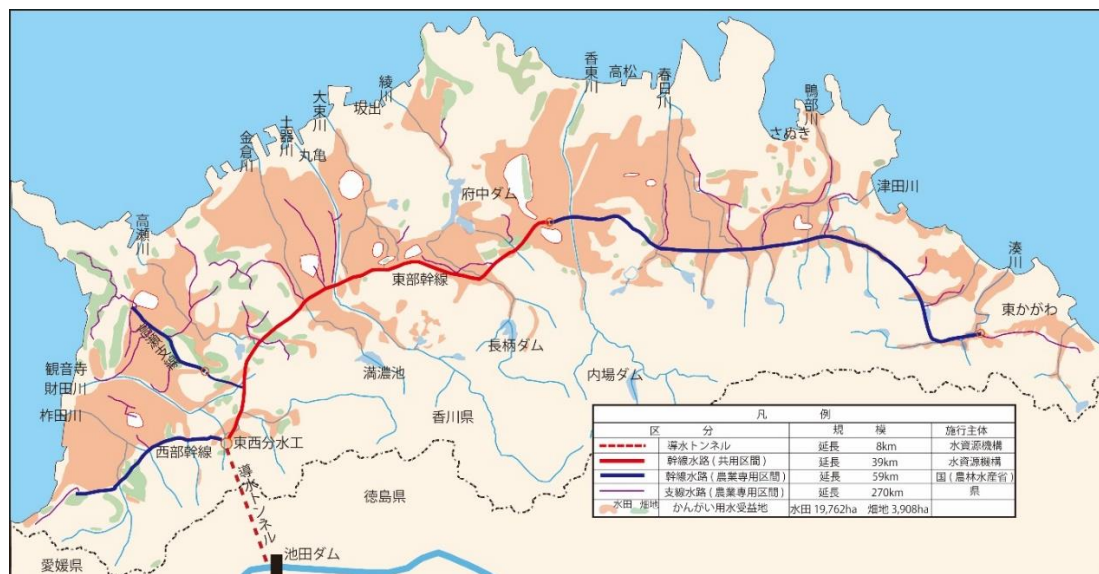 綾川
坂出
大束川
土器川
丸亀
金倉川
高瀬川
香東川
高松
春日川
鴨部川
さぬき
津田川
湊川
東かがわ
府中ダム
東部幹線
長柄ダム
内場ダム
満濃池
香川県
観音寺
財田川
柞田川
西部幹線
東西分水工
導水トンネル
徳島県
池田ダム
愛媛県
凡 例
区 分 規 模 施行主体
導水トンネル 延長 8km 水資源機構
幹線水路(共用区間) 延長 39km 水資源機構
幹線水路(農業専用区間) 延長 59km 国(農林水産省)
支線水路(農業専用区間) 延長 270km 県
水田 畑地 かんがい用水受益地 水田 19,762ha 畑地 3,908ha